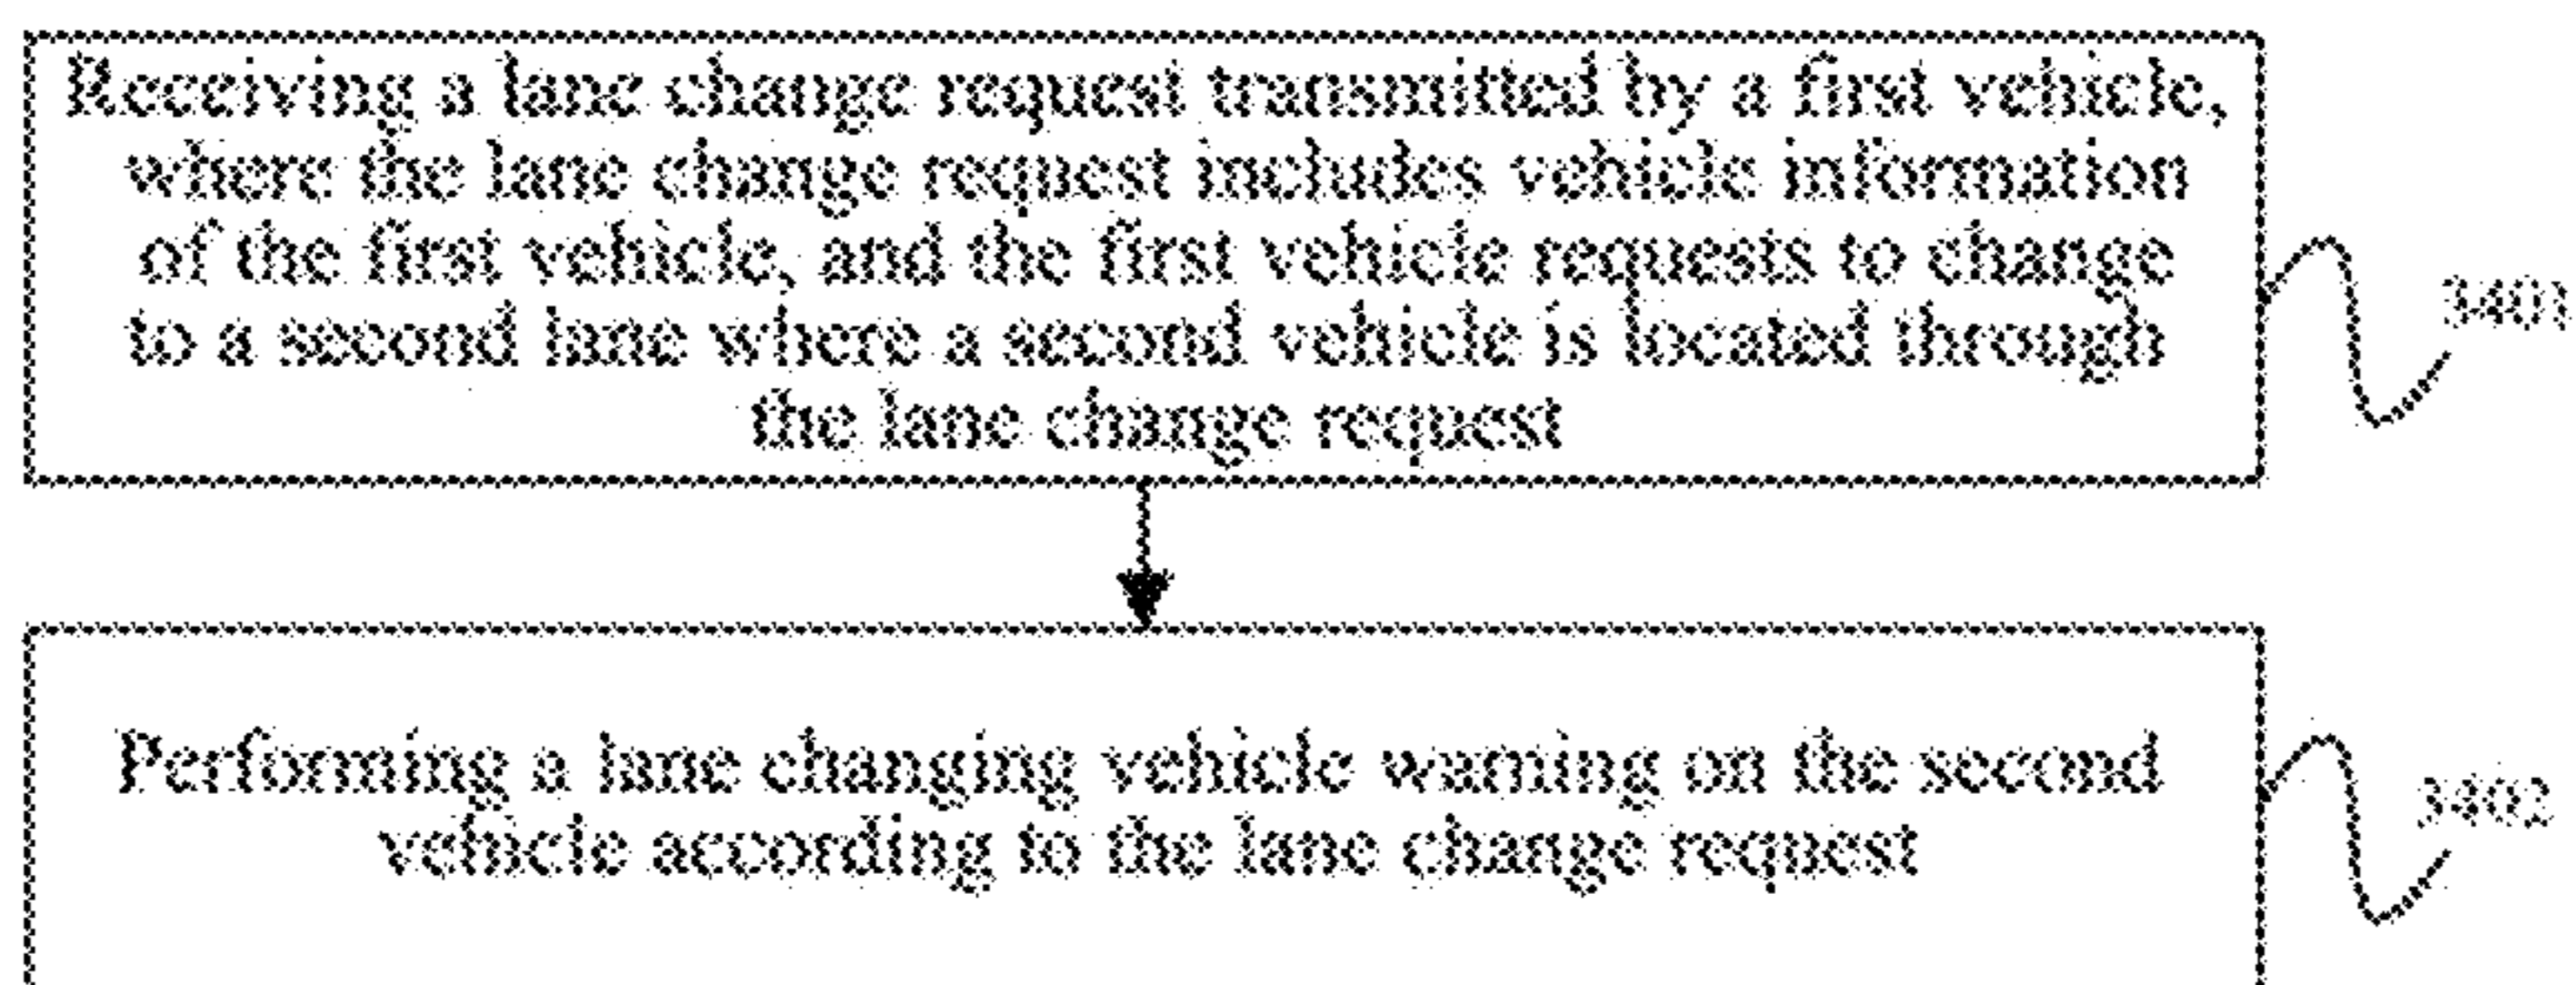 Receiving a lane change request transmitted by a first vehicle,
where the lane change request includes vehicle information
of the first vehicle, and the first vehicle requests to change
to a second lane where a second vehicle is located through
the lane change request
3401
Performing a lane changing vehicle warning on the second
vehicle according to the lane change request
3402